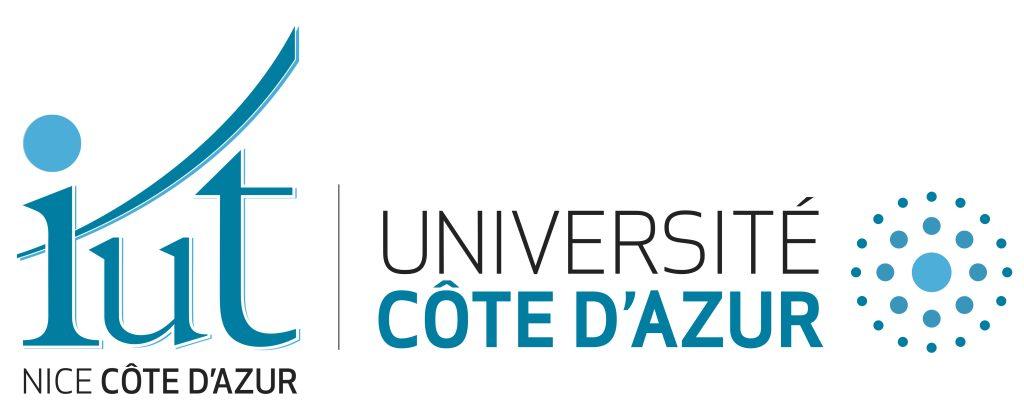 iut
NICE CÔTE D'AZUR
UNIVERSITÉ
CÔTE D'AZUR